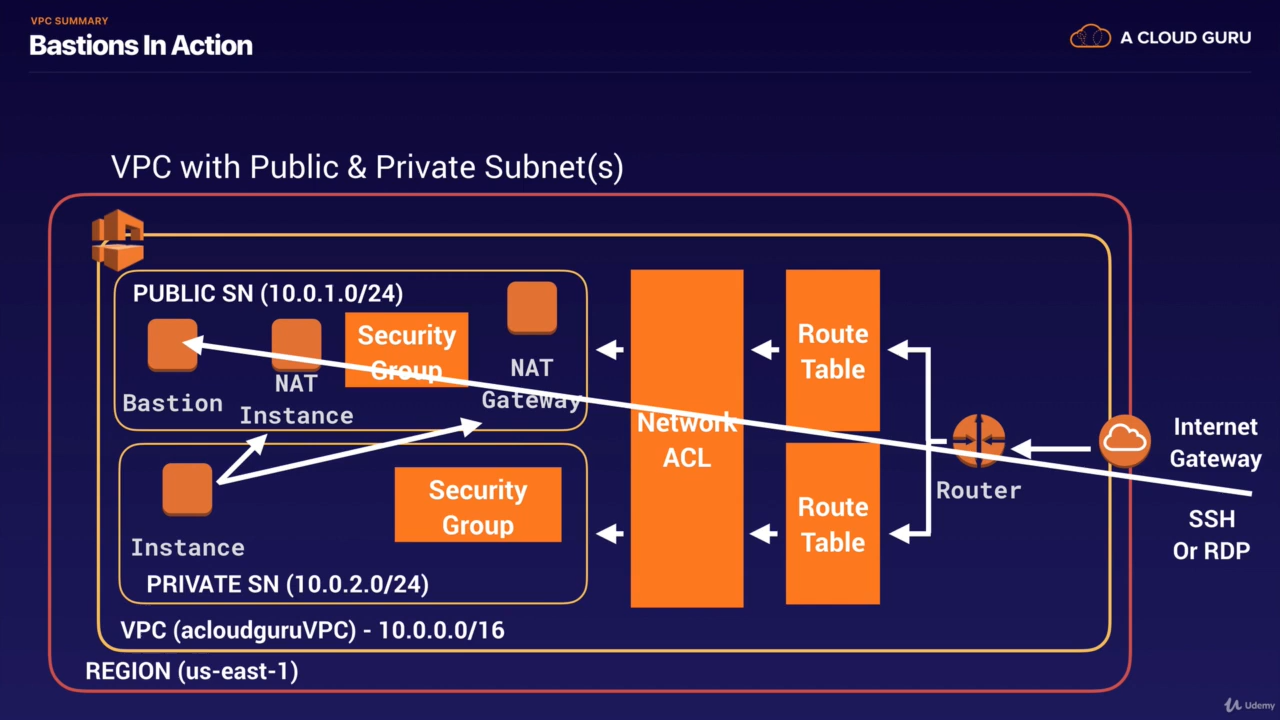 VPC SUMMARY
Bastions In Action
A CLOUD GURU
VPC with Public & Private Subnet(s)
PUBLIC SN (10.0.1.0/24)
Bastion
NAT
Instance
Security
Group
NAT
Gateway
Instance
Security
Group
PRIVATE SN (10.0.2.0/24)
Network
ACL
Route
Table
Route
Table
Router
Internet
Gateway
SSH
Or RDP
VPC (acloudguruVPC) - 10.0.0.0/16
REGION (us-east-1)
Udemy